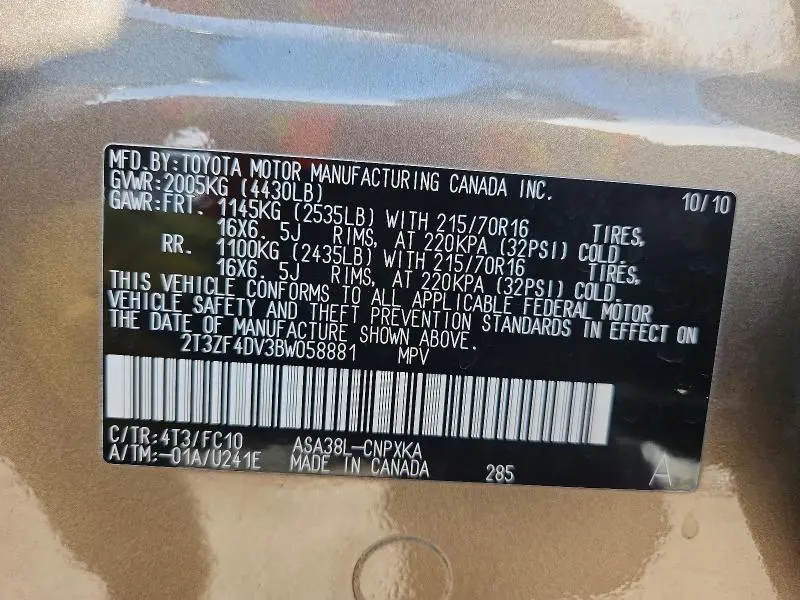 MFD.BY:TOYOTA MOTOR MANUFACTURING CANADA INC. 10/10
GVWR:2005KG (4430LB)
GAWR:FRT. 1145KG (2535LB) WITH 215/70R16 TIRES,
16X6.5J RIMS, AT 220KPA (32PSI) COLD.
RR. 1100KG (2435LB) WITH 215/70R16 TIRES,
16X6.5J RIMS, AT 220KPA (32PSI) COLD.
THIS VEHICLE CONFORMS TO ALL APPLICABLE FEDERAL MOTOR
VEHICLE SAFETY AND THEFT PREVENTION STANDARDS IN EFFECT ON
THE DATE OF MANUFACTURE SHOWN ABOVE.
2T3ZF4DV3BW058881 MPV
C/TR:4T3/FC10 ASA38L-CNPXKA
A/TM:-01A/U241E MADE IN CANADA 285 A